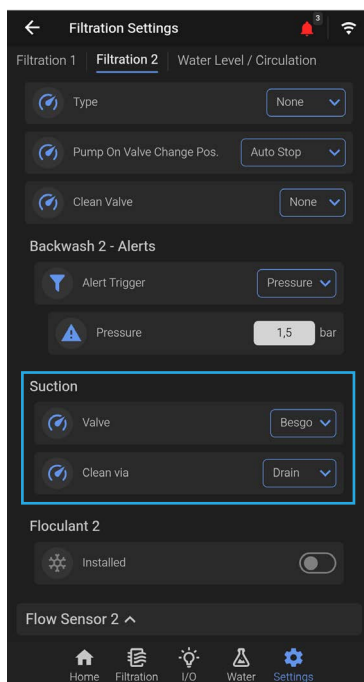 Filtration Settings
3
Filtration 1
Filtration 2
Water Level / Circulation
Type
None
Pump On Valve Change Pos.
Auto Stop
Clean Valve
None
Backwash 2 - Alerts
Alert Trigger
Pressure
Pressure
1,5
bar
Suction
Valve
Besgo
Clean via
Drain
Floculant 2
Installed
Flow Sensor 2
Home
Filtration
I/O
Water
Settings